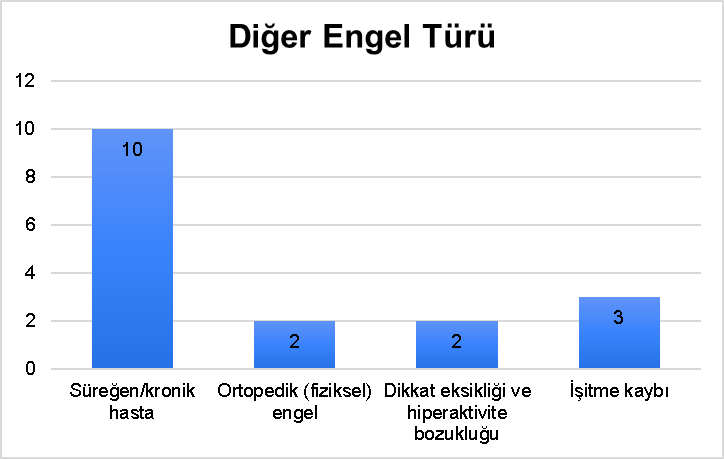 Diğer Engel Türü
12
10
8
6
4
2
0
10
2
2
3
Süreğen/kronik
hasta
Ortopedik (fiziksel)
engel
Dikkat eksikliği ve
hiperaktivite
bozukluğu
İşitme kaybı